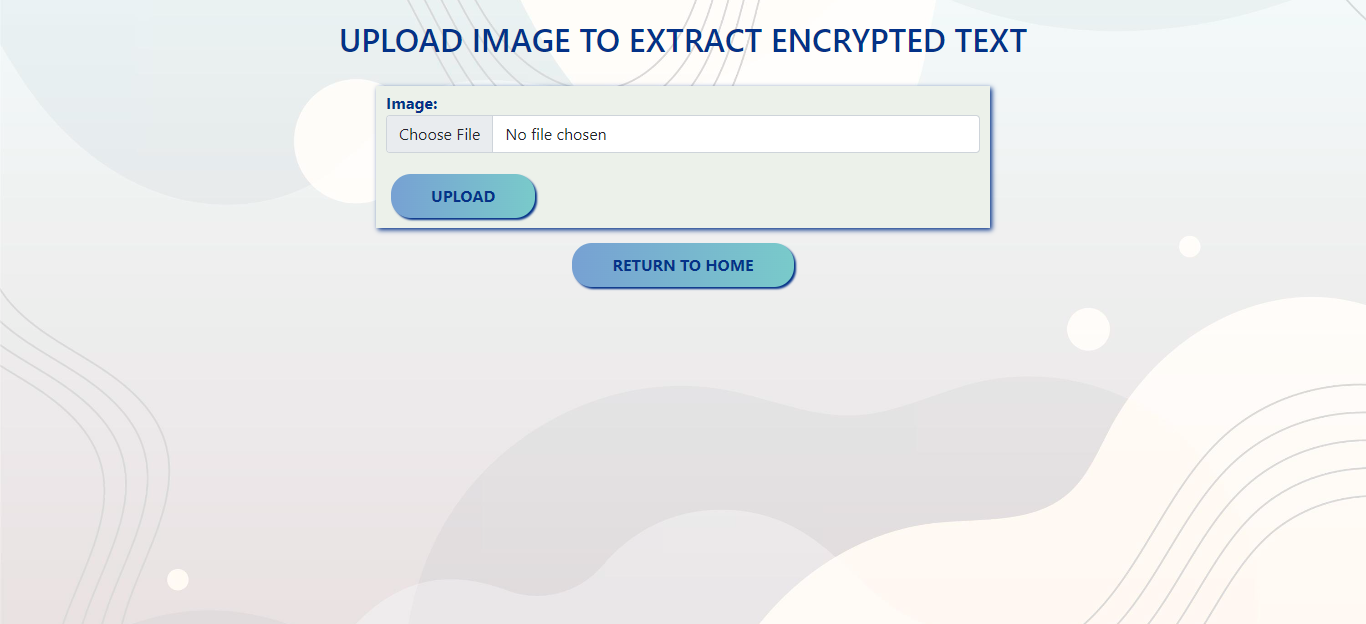 UPLOAD IMAGE TO EXTRACT ENCRYPTED TEXT
Image:
Choose File No file chosen
UPLOAD
RETURN TO HOME